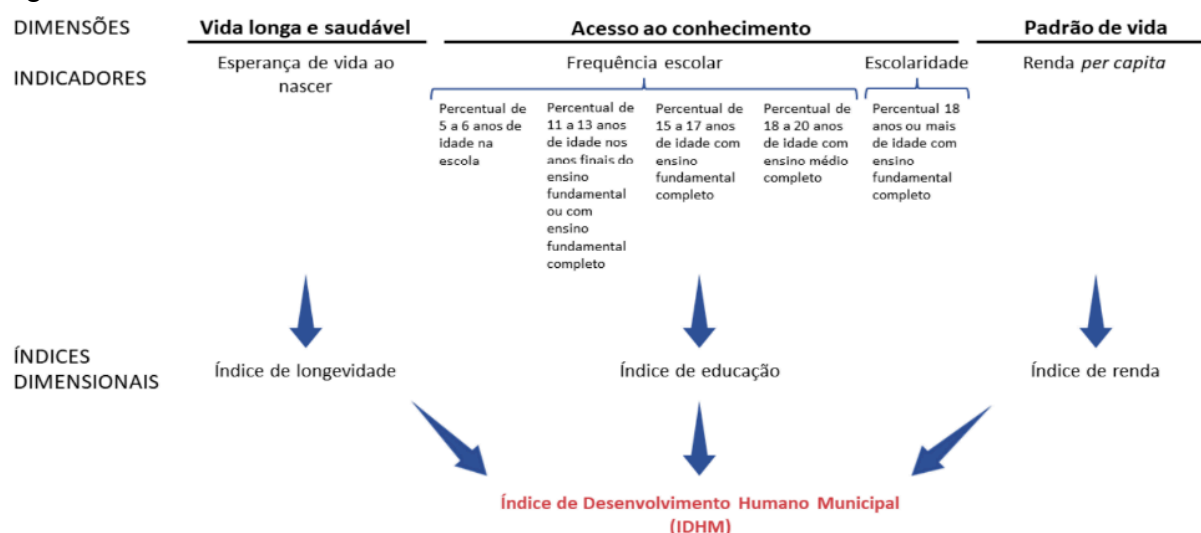 DIMENSÕES
Vida longa e saudável
Acesso ao conhecimento
Padrão de vida
INDICADORES
Esperança de vida ao
nascer
Frequência escolar
Escolaridade
Renda per capita
Percentual de
5 a 6 anos de
idade na
escola
Percentual de
11 a 13 anos
de idade nos
anos finais do
ensino
fundamental
ou com
ensino
fundamental
completo
Percentual de
15 a 17 anos
de idade com
ensino
fundamental
completo
Percentual de
18 a 20 anos
de idade com
ensino médio
completo
Percentual 18
anos ou mais
de idade com
ensino
fundamental
completo
ÍNDICES
DIMENSIONAIS
Índice de longevidade
Índice de educação
Índice de renda
Índice de Desenvolvimento Humano Municipal
(IDHM)